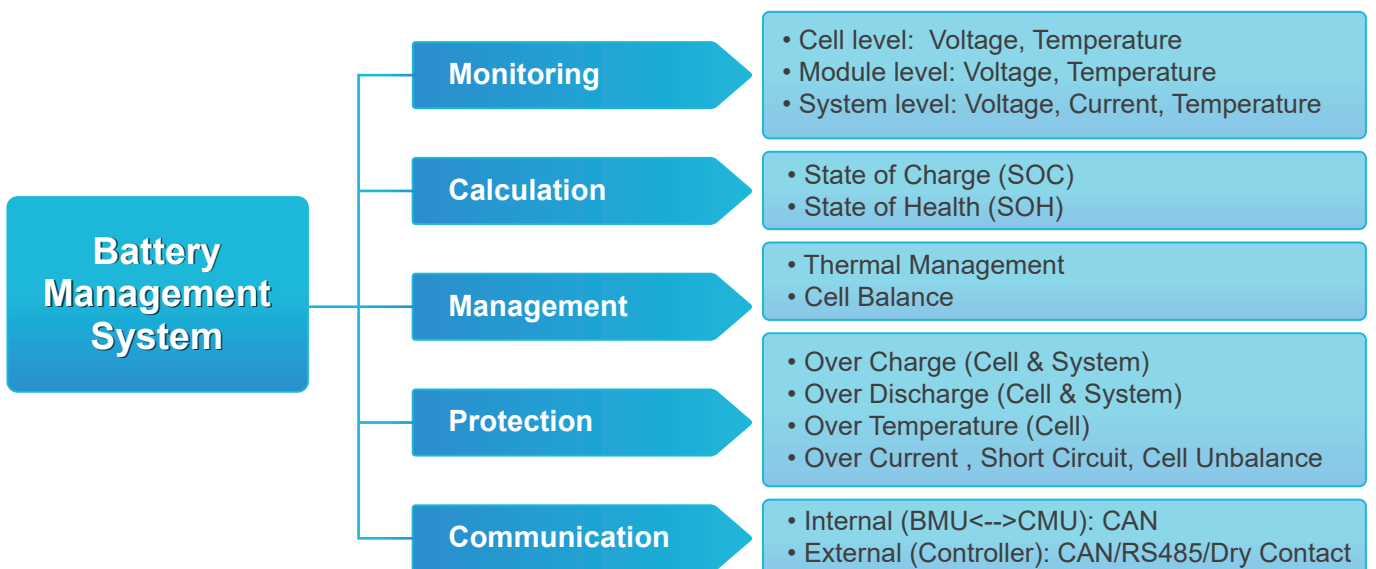 Battery
Management
System
Monitoring
• Cell level: Voltage, Temperature
• Module level: Voltage, Temperature
• System level: Voltage, Current, Temperature
Calculation
• State of Charge (SOC)
• State of Health (SOH)
Management
• Thermal Management
• Cell Balance
Protection
• Over Charge (Cell & System)
• Over Discharge (Cell & System)
• Over Temperature (Cell)
• Over Current , Short Circuit, Cell Unbalance
Communication
• Internal (BMU<-->CMU): CAN
• External (Controller): CAN/RS485/Dry Contact